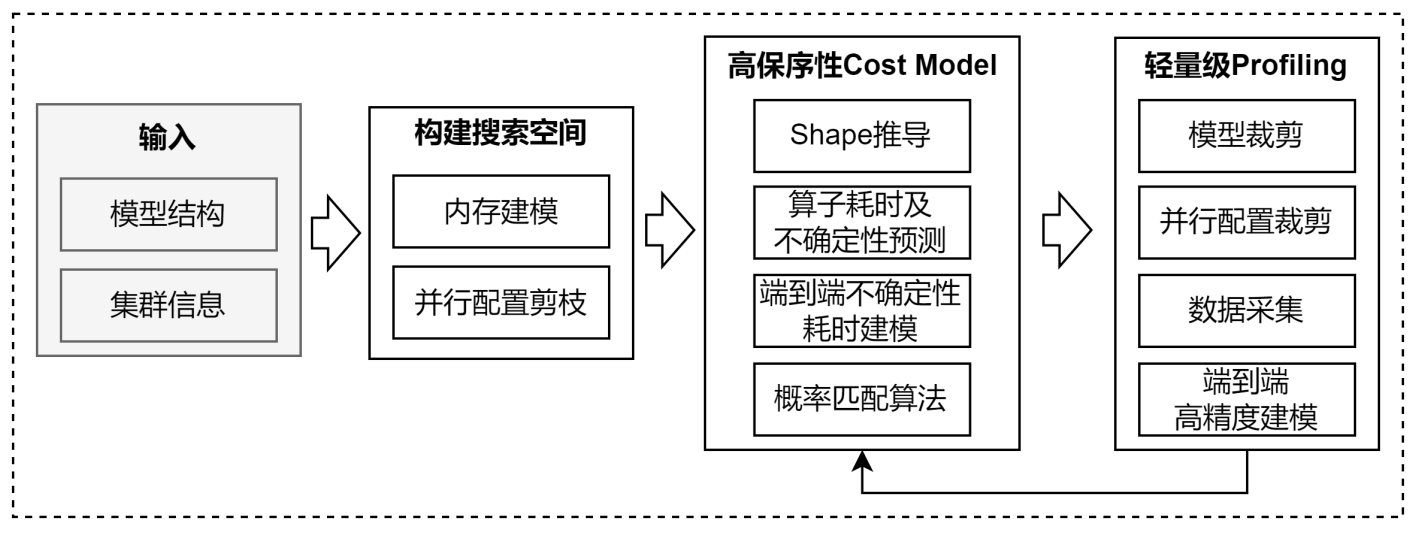 输入
模型结构
集群信息
构建搜索空间
内存建模
并行配置剪枝
高保序性Cost Model
Shape推导
算子耗时及
不确定性预测
端到端不确定性
耗时建模
概率匹配算法
轻量级Profiling
模型裁剪
并行配置裁剪
数据采集
端到端
高精度建模